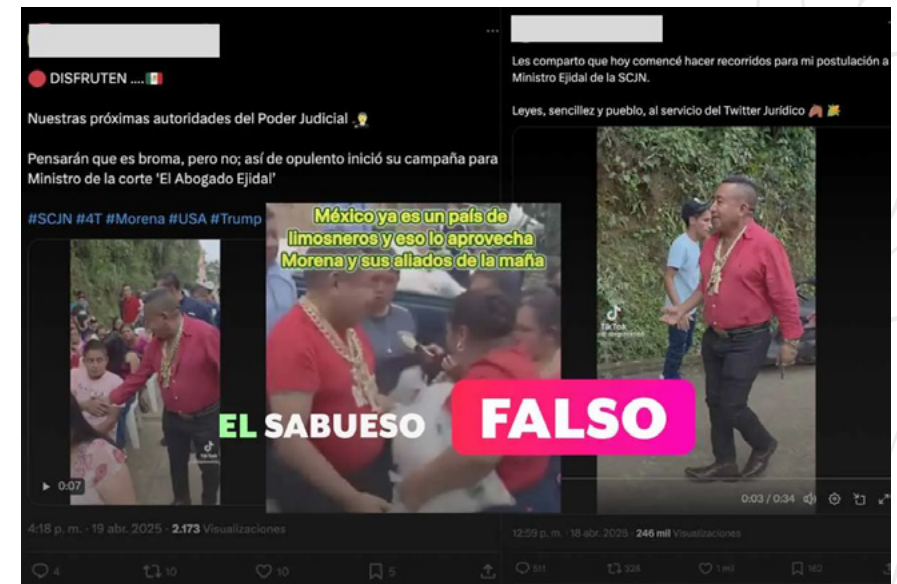 DISFRUTEN ....
Nuestras próximas autoridades del Poder Judicial
Pensarán que es broma, pero no; así de opulento inició su campaña para
Ministro de la corte 'El Abogado Ejidal'
#SCJN #4T #Morena #USA #Trump
TikTok
0:07
4:18 p. m. · 19 abr. 2025 · 2.173 Visualizaciones
4
10
10
5
México ya es un país de
limosneros y eso lo aprovecha
Morena y sus aliados de la maña
EL SABUESO
FALSO
Les comparto que hoy comencé hacer recorridos para mi postulación a
Ministro Ejidal de la SCJN.
Leyes, sencillez y pueblo, al servicio del Twitter Jurídico
TikTok
0:03 / 0:34
12:59 p. m. · 18 abr. 2025 · 246 mil Visualizaciones
511
1 mil
162